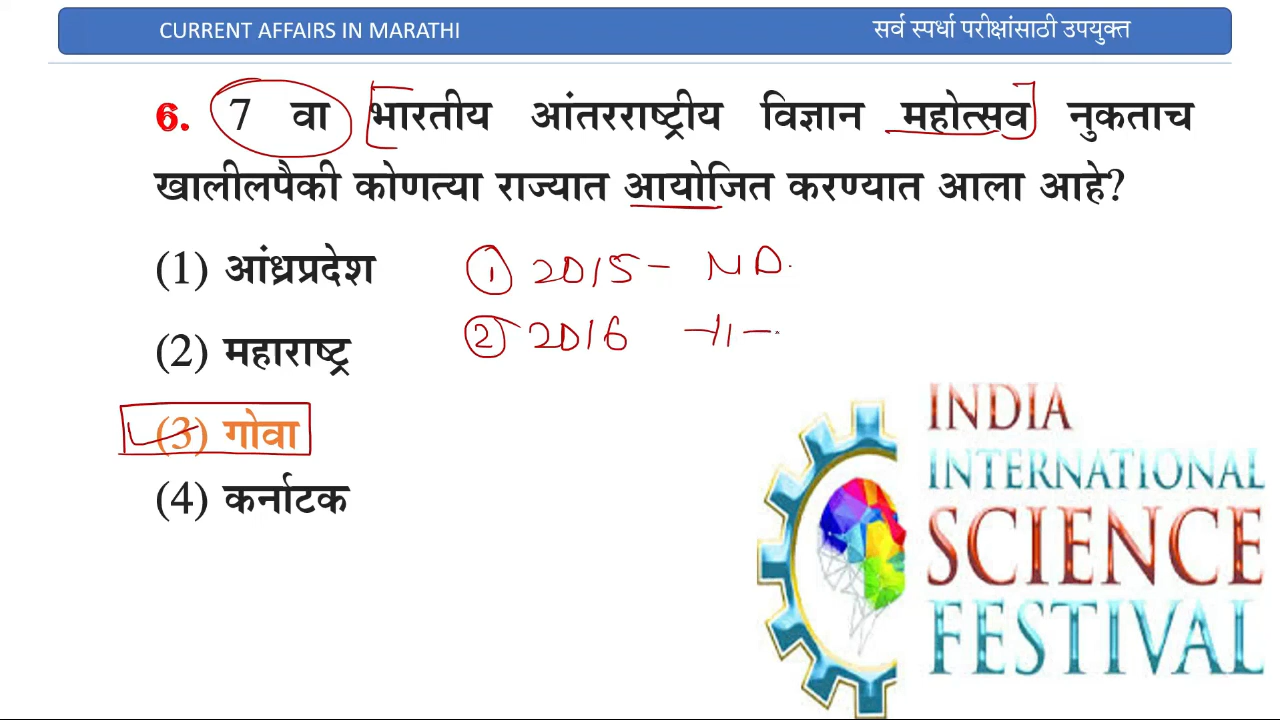 CURRENT AFFAIRS IN MARATHI
सर्व स्पर्धा परीक्षांसाठी उपयुक्त
6. 7 वा भारतीय आंतरराष्ट्रीय विज्ञान महोत्सव नुकताच
खालीलपैकी कोणत्या राज्यात आयोजित करण्यात आला आहे?
(1) आंध्रप्रदेश
① 2015 - ND.
(2) महाराष्ट्र
② 2016 -11-
(3) गोवा
(4) कर्नाटक
INDIA
INTERNATIONAL
SCIENCE
FESTIVAL